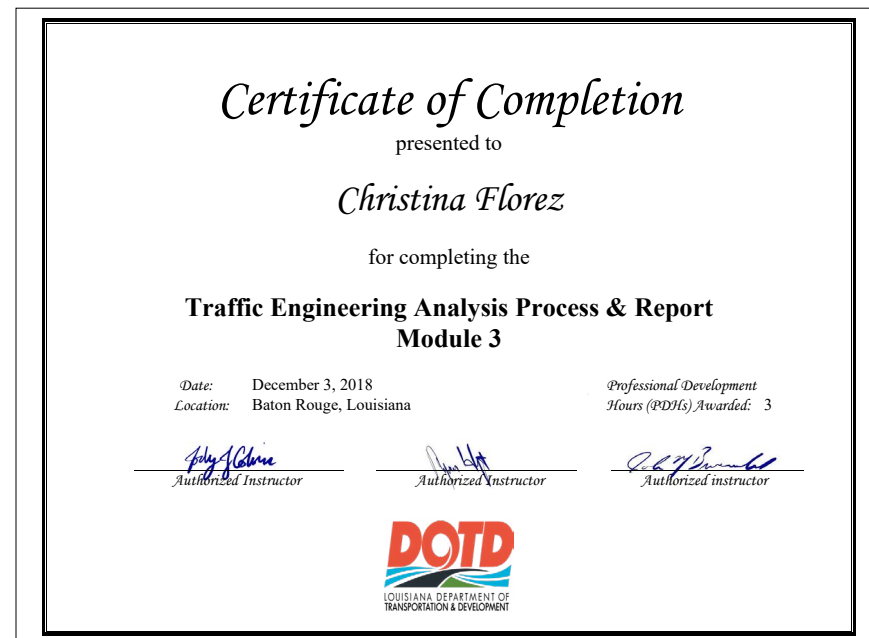 Certificate of Completion
presented to
Christina Florez
for completing the
Traffic Engineering Analysis Process & Report
Module 3
Date: December 3, 2018
Location: Baton Rouge, Louisiana
Professional Development
Hours (PDHs) Awarded: 3
Authorized Instructor
Authorized Instructor
Authorized instructor
DOTD
LOUISIANA DEPARTMENT OF
TRANSPORTATION & DEVELOPMENT